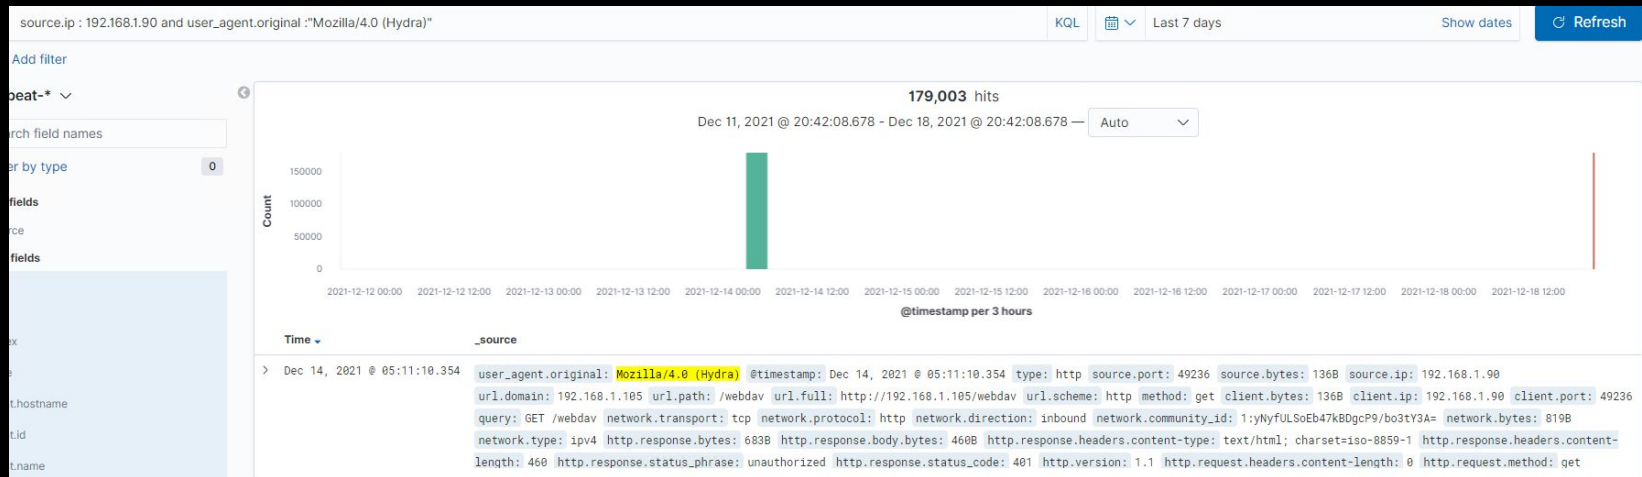 source.ip : 192.168.1.90 and user_agent.original :"Mozilla/4.0 (Hydra)"
KQL
Last 7 days
Show dates
Refresh
Add filter
beat-*
179,003 hits
Dec 11, 2021 @ 20:42:08.678 - Dec 18, 2021 @ 20:42:08.678 —
Auto
rch field names
er by type
0
fields
rce
fields
ex
e
t.hostname
t.id
t.name
Count
150000
100000
50000
0
2021-12-12 00:00 2021-12-12 12:00 2021-12-13 00:00 2021-12-13 12:00 2021-12-14 00:00 2021-12-14 12:00 2021-12-15 00:00 2021-12-15 12:00 2021-12-16 00:00 2021-12-16 12:00 2021-12-17 00:00 2021-12-17 12:00 2021-12-18 00:00 2021-12-18 12:00
@timestamp per 3 hours
Time
_source
Dec 14, 2021 @ 05:11:10.354
user_agent.original: Mozilla/4.0 (Hydra) @timestamp: Dec 14, 2021 @ 05:11:10.354 type: http source.port: 49236 source.bytes: 136B source.ip: 192.168.1.90
url.domain: 192.168.1.105 url.path: /webdav url.full: http://192.168.1.105/webdav url.scheme: http method: get client.bytes: 136B client.ip: 192.168.1.90 client.port: 49236
query: GET /webdav network.transport: tcp network.protocol: http network.direction: inbound network.community_id: 1:yNyfULSoEb47kBDgcP9/bo3tY3A= network.bytes: 819B
network.type: ipv4 http.response.bytes: 683B http.response.body.bytes: 460B http.response.headers.content-type: text/html; charset=iso-8859-1 http.response.headers.content-
length: 460 http.response.status_phrase: unauthorized http.response.status_code: 401 http.version: 1.1 http.request.headers.content-length: 0 http.request.method: get